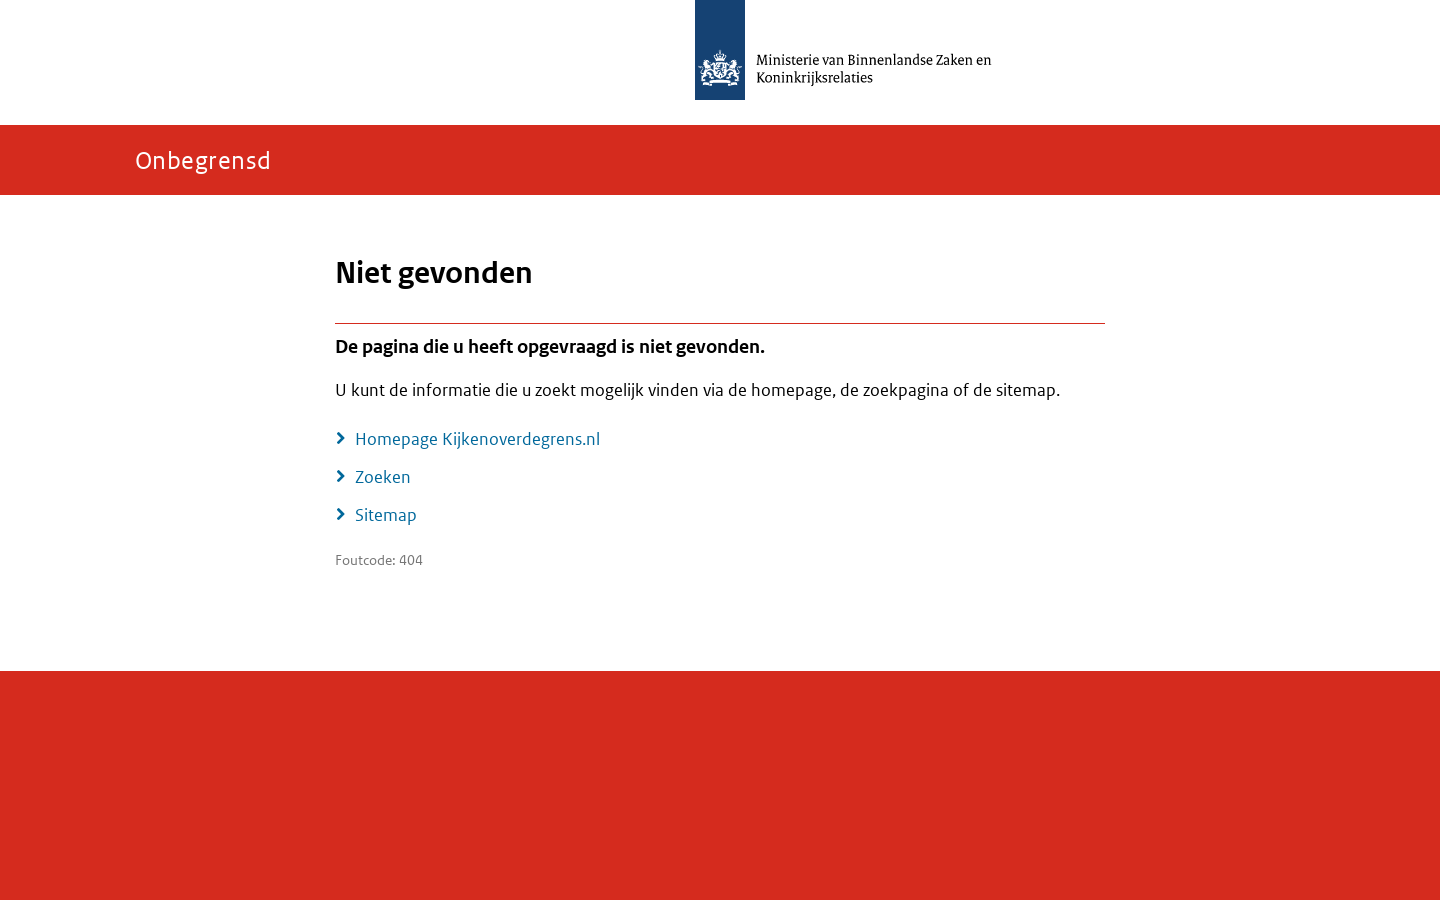 Ministerie van Binnenlandse Zaken en
Koninkrijksrelaties
Onbegrensd
Niet gevonden
De pagina die u heeft opgevraagd is niet gevonden.
U kunt de informatie die u zoekt mogelijk vinden via de homepage, de zoekpagina of de sitemap.
Homepage Kijkenoverdegrens.nl
Zoeken
Sitemap
Foutcode: 404